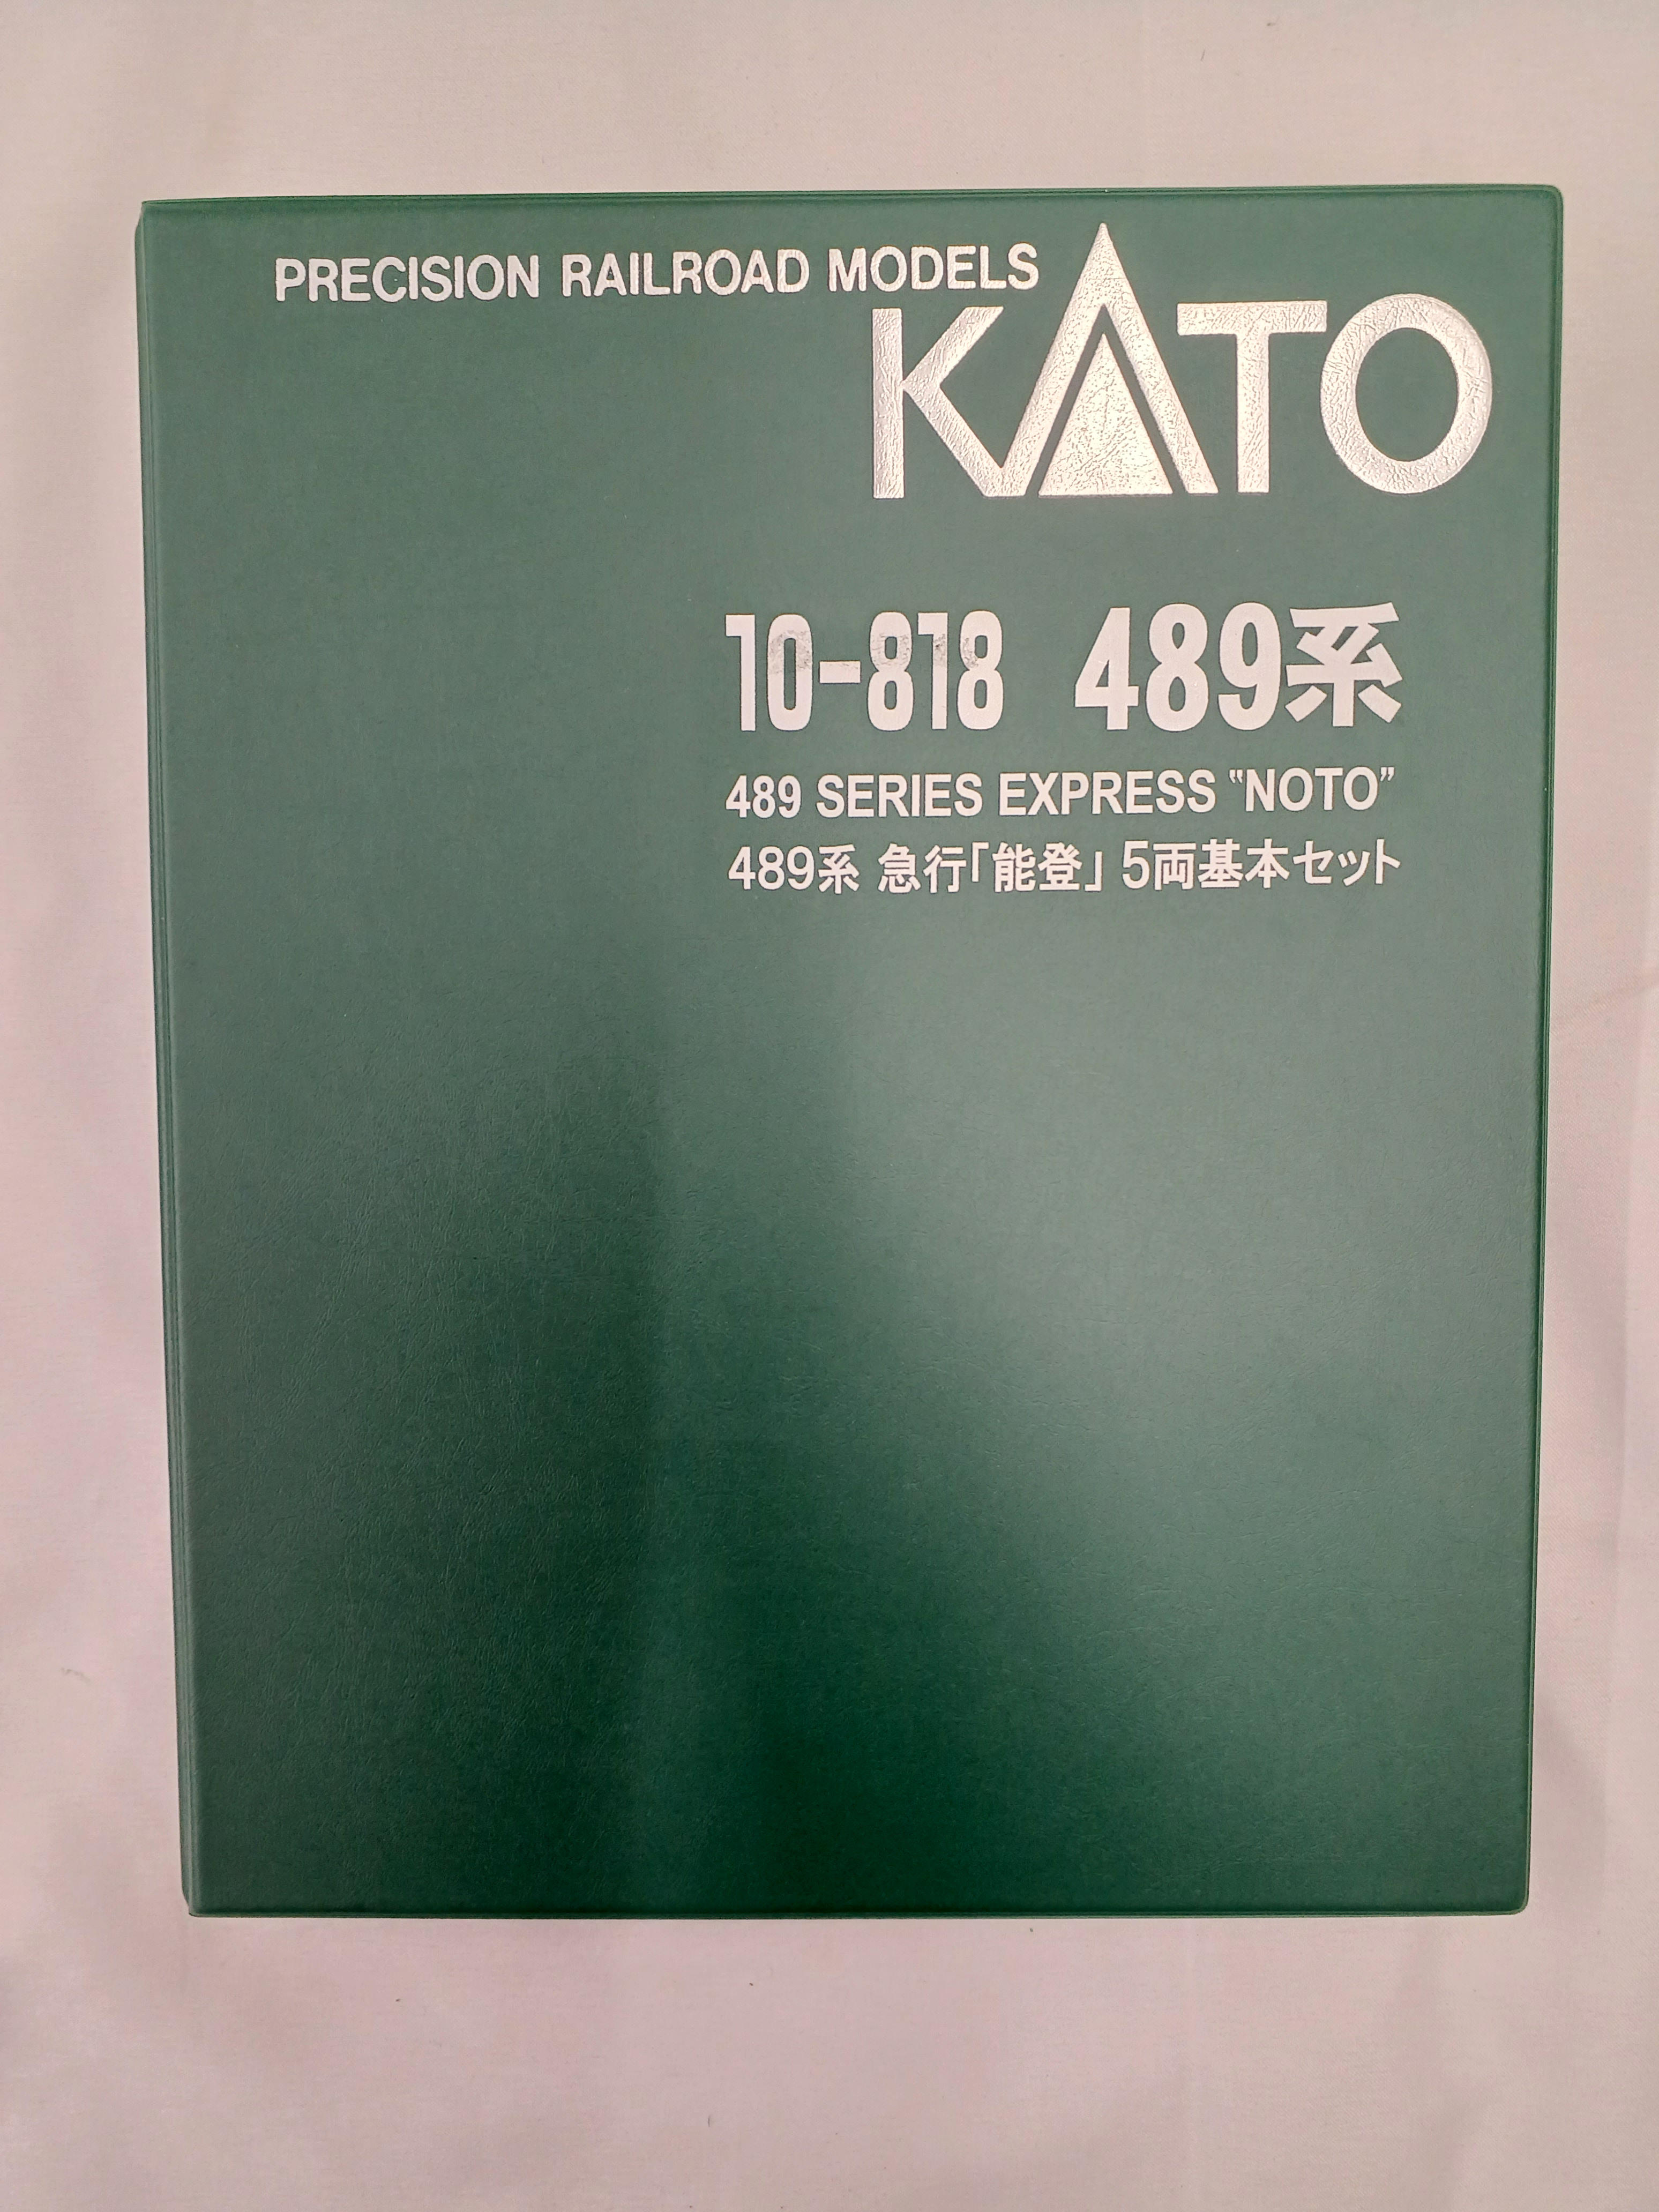 PRECISION RAILROAD MODELS
KATO
10-818 489系
489 SERIES EXPRESS "NOTO"
489系 急行「能登」 5両基本セット